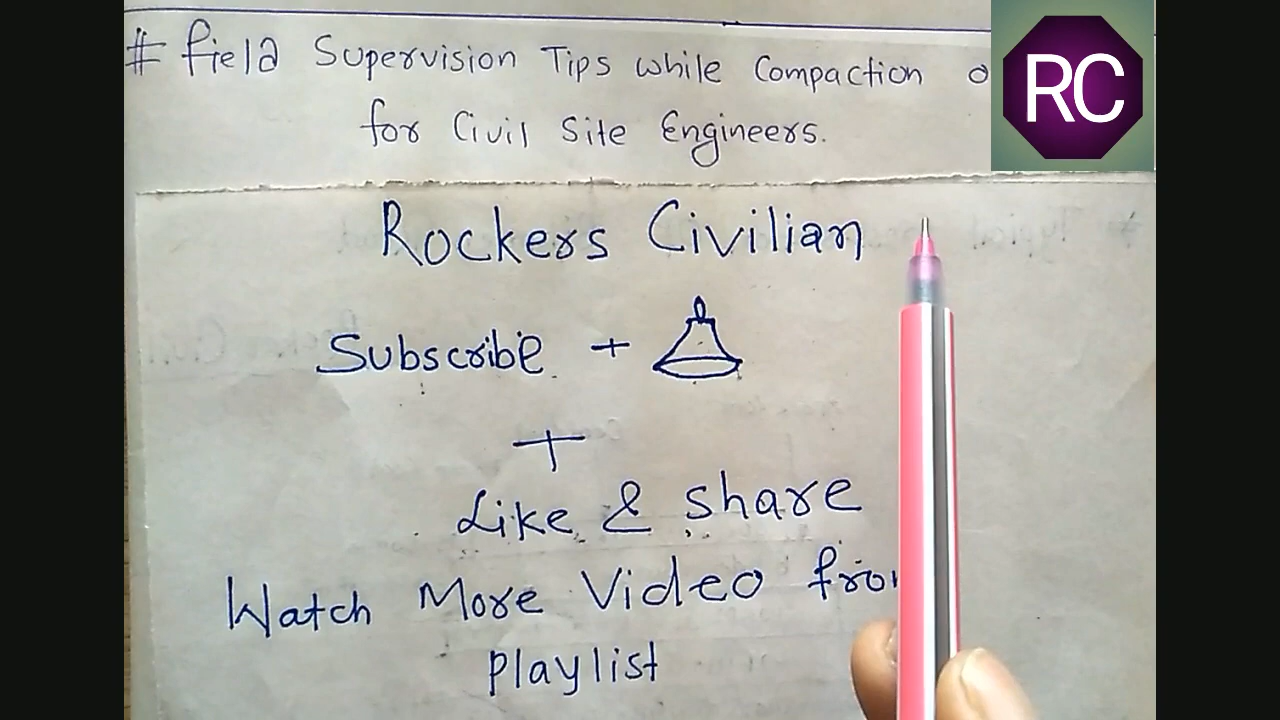 # Field Supervision Tips while Compaction
RC
for Civil Site Engineers.
Rockers Civilian
Subscribe +
+
Like & share
Watch More Video
Playlist